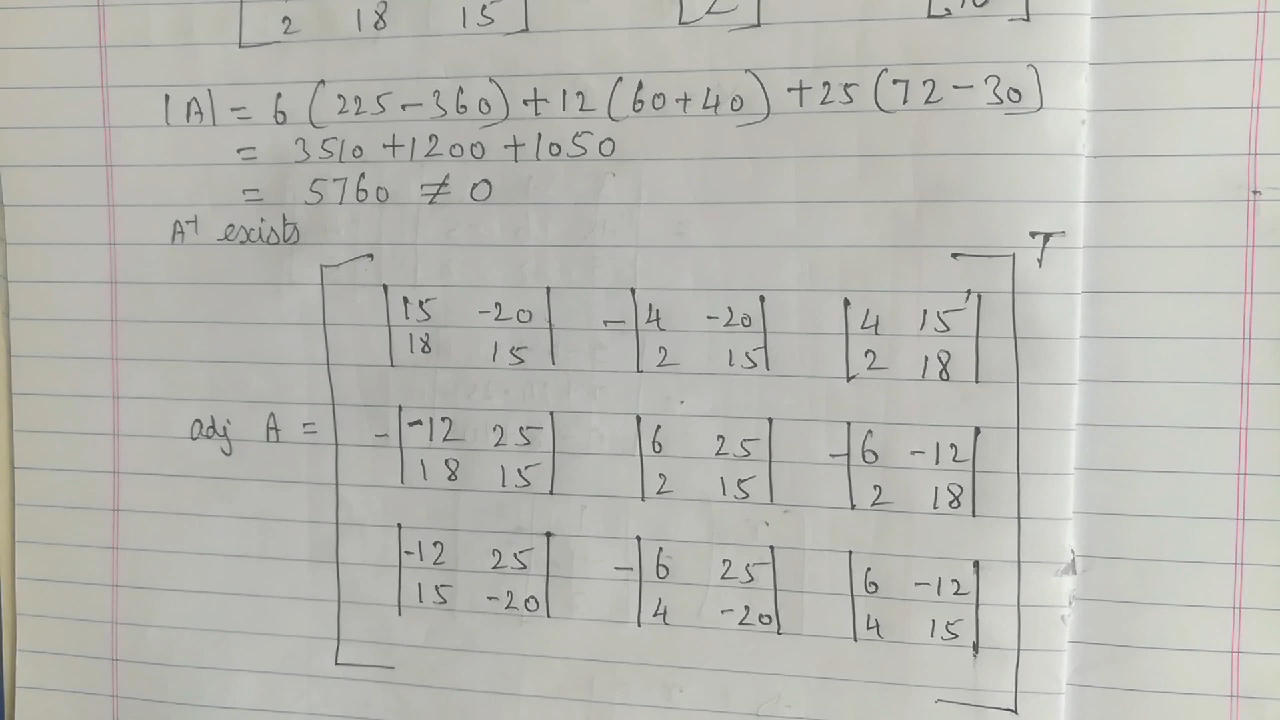 2 18 15
|A| = 6 (225-360) +12 (60+40) +25 (72-30)
= 3510 +1200 +1050
= 5760 ≠ 0
A⁻¹ exists
T
|15 -20| -|4 -20| |4 15|
|18 15| |2 15| |2 18|
adj A = -|-12 25| |6 25| -|6 -12|
|18 15| |2 15| |2 18|
|-12 25| -|6 25| |6 -12|
|15 -20| |4 -20| |4 15|